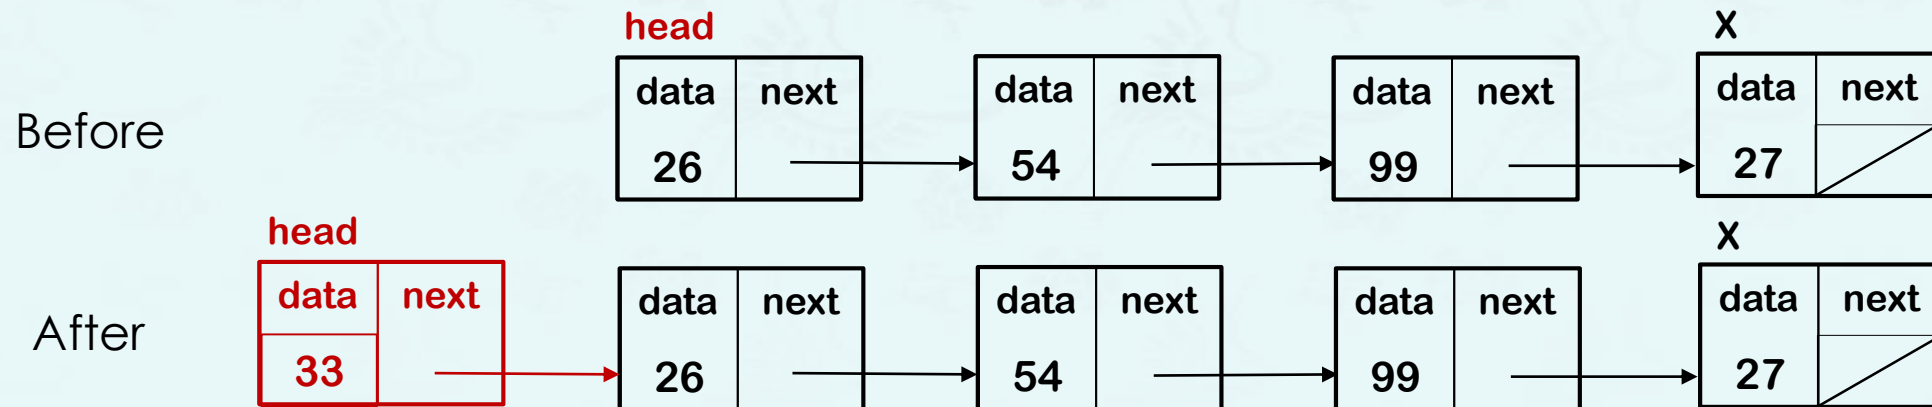 head X
data next data next data next data next
Before
26 54 99 27
head X
data next data next data next data next data next
After
33 26 54 99 27